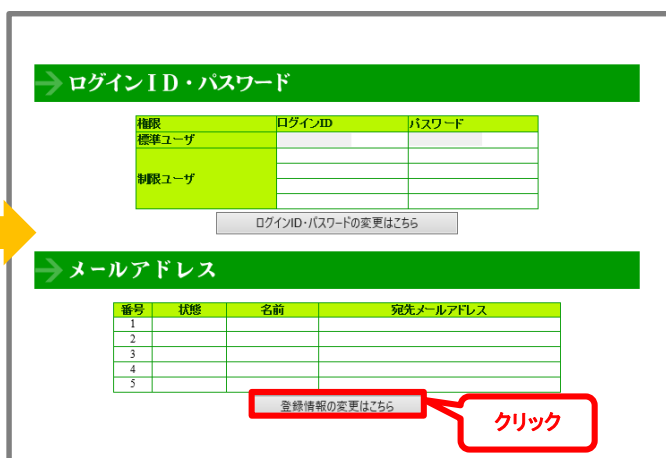 ログインＩＤ・パスワード
権限 ログインID パスワード
標準ユーザ
制限ユーザ
ログインID・パスワードの変更はこちら
メールアドレス
番号 状態 名前 宛先メールアドレス
1
2
3
4
5
登録情報の変更はこちら
クリック